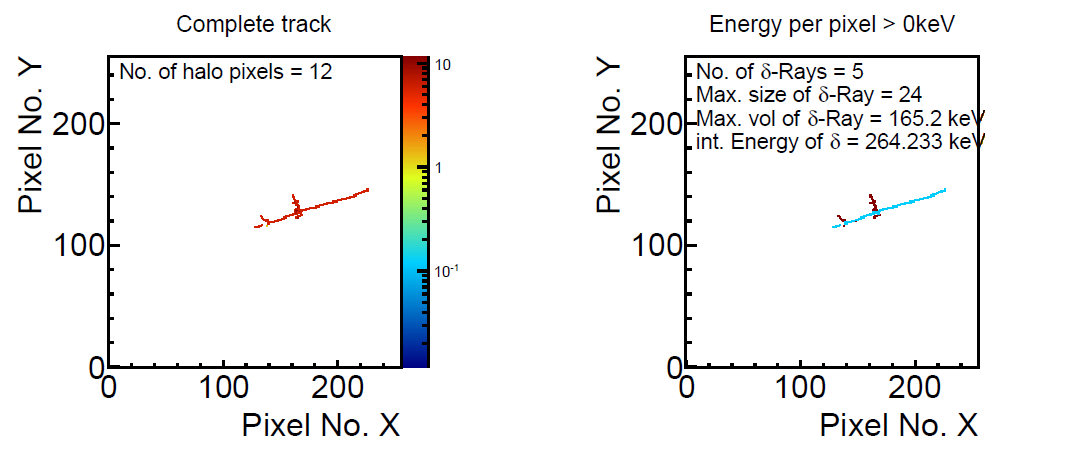 Complete track
No. of halo pixels = 12
Pixel No. Y
200
100
0
0 100 200
Pixel No. X
10
1
10-1
Energy per pixel > 0keV
No. of δ-Rays = 5
Max. size of δ-Ray = 24
Max. vol of δ-Ray = 165.2 keV
int. Energy of δ = 264.233 keV
Pixel No. Y
200
100
0
0 100 200
Pixel No. X